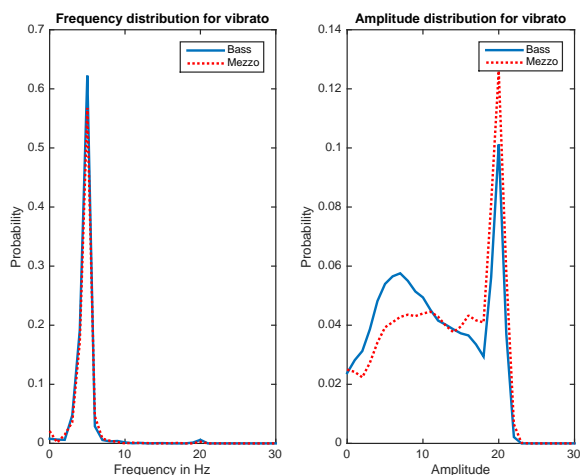 Frequency distribution for vibrato
Bass
Mezzo
0.7
0.6
0.5
0.4
0.3
0.2
0.1
0
Probability
0 10 20 30
Frequency in Hz
Amplitude distribution for vibrato
Bass
Mezzo
0.14
0.12
0.1
0.08
0.06
0.04
0.02
0
Probability
0 10 20 30
Amplitude